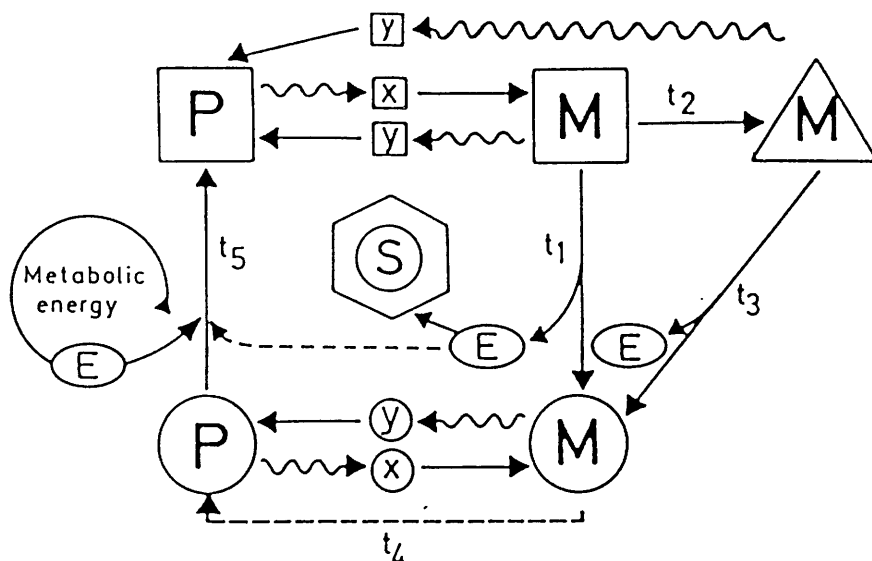 y
P x M t2 M
y
S
t5 t1
Metabolic
energy
t3
E E E
P y M
x
t4